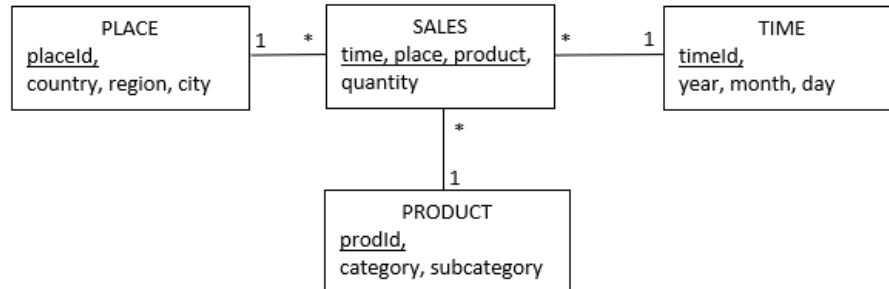 PLACE
placeId,
country, region, city
1
*
SALES
time, place, product,
quantity
*
1
TIME
timeId,
year, month, day
*
1
PRODUCT
prodId,
category, subcategory